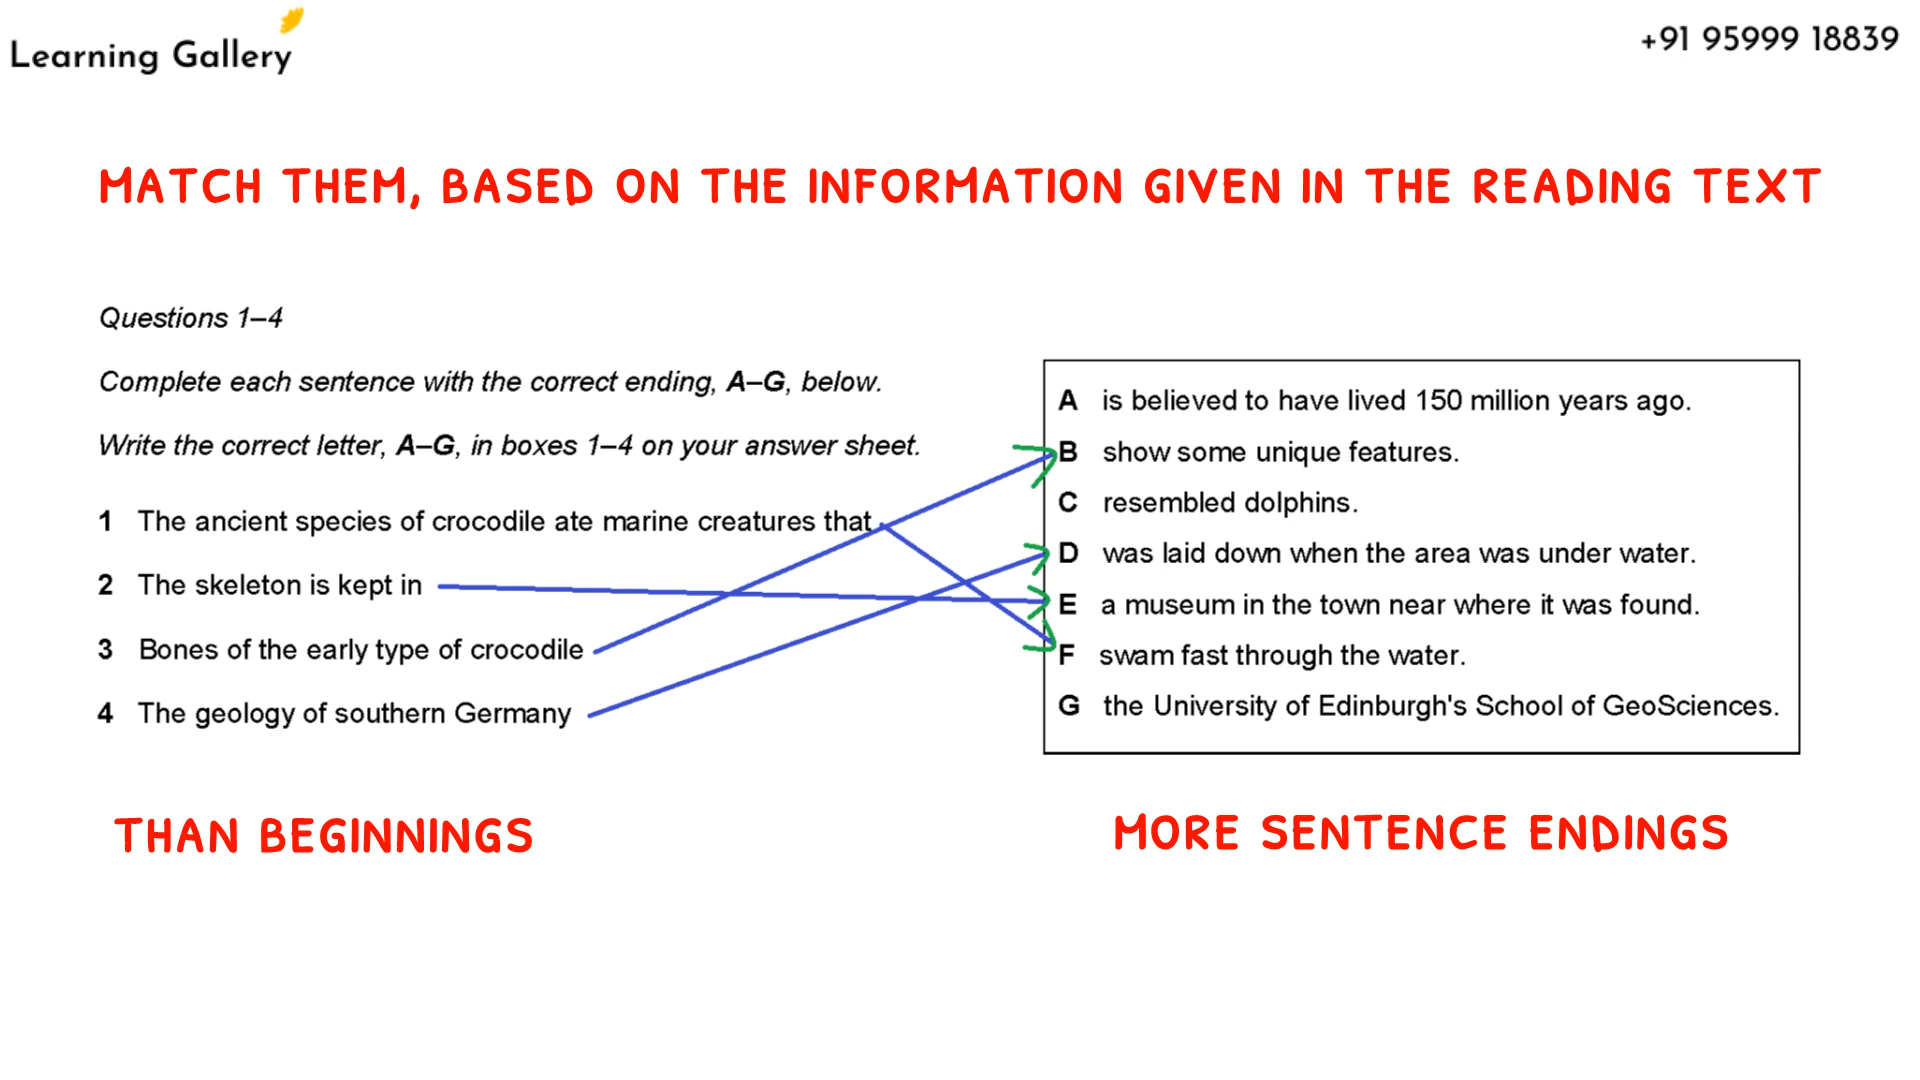 Learning Gallery
+91 95999 18839
MATCH THEM, BASED ON THE INFORMATION GIVEN IN THE READING TEXT
Questions 1–4
Complete each sentence with the correct ending, A–G, below.
Write the correct letter, A–G, in boxes 1–4 on your answer sheet.
1 The ancient species of crocodile ate marine creatures that
2 The skeleton is kept in
3 Bones of the early type of crocodile
4 The geology of southern Germany
A is believed to have lived 150 million years ago.
B show some unique features.
C resembled dolphins.
D was laid down when the area was under water.
E a museum in the town near where it was found.
F swam fast through the water.
G the University of Edinburgh's School of GeoSciences.
THAN BEGINNINGS
MORE SENTENCE ENDINGS